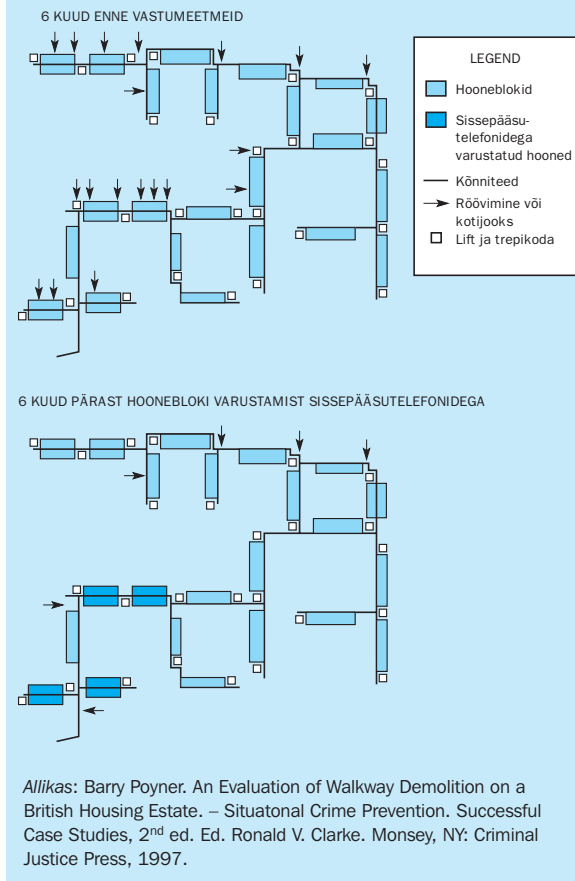 6 KUUD ENNE VASTUMEETMEID
LEGEND
Hooneblokid
Sissepääsu-
telefonidega
varustatud hooned
Kõnniteed
Röövimine või
kotijooks
Lift ja trepikoda
6 KUUD PÄRAST HOONEBLOKI VARUSTAMIST SISSEPÄÄSUTELEFONIDEGA
Allikas: Barry Poyner. An Evaluation of Walkway Demolition on a
British Housing Estate. – Situatonal Crime Prevention. Successful
Case Studies, 2nd ed. Ed. Ronald V. Clarke. Monsey, NY: Criminal
Justice Press, 1997.